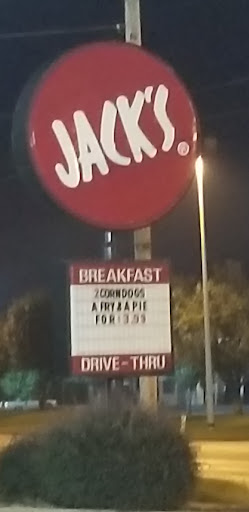 JACK'S®
BREAKFAST
2 CORNDOGS
A FRY & A PIE
FOR $3.99
DRIVE-THRU